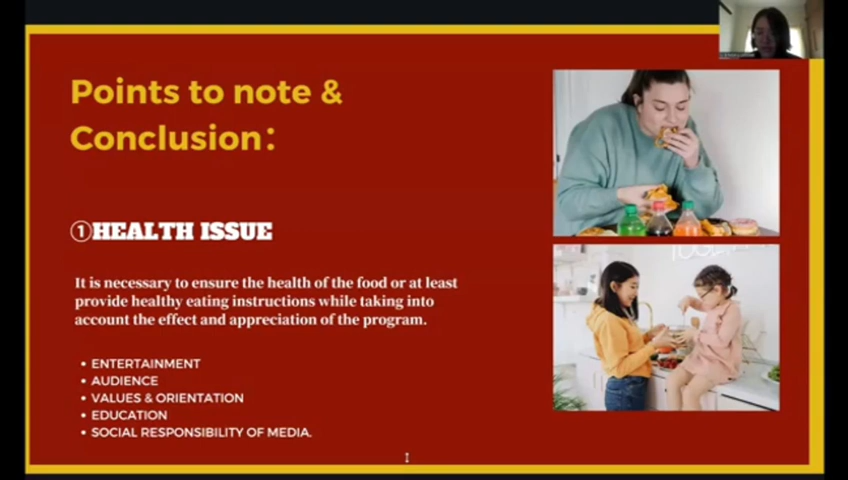 Points to note &
Conclusion：
①HEALTH ISSUE
It is necessary to ensure the health of the food or at least
provide healthy eating instructions while taking into
account the effect and appreciation of the program.
• ENTERTAINMENT
• AUDIENCE
• VALUES & ORIENTATION
• EDUCATION
• SOCIAL RESPONSIBILITY OF MEDIA.